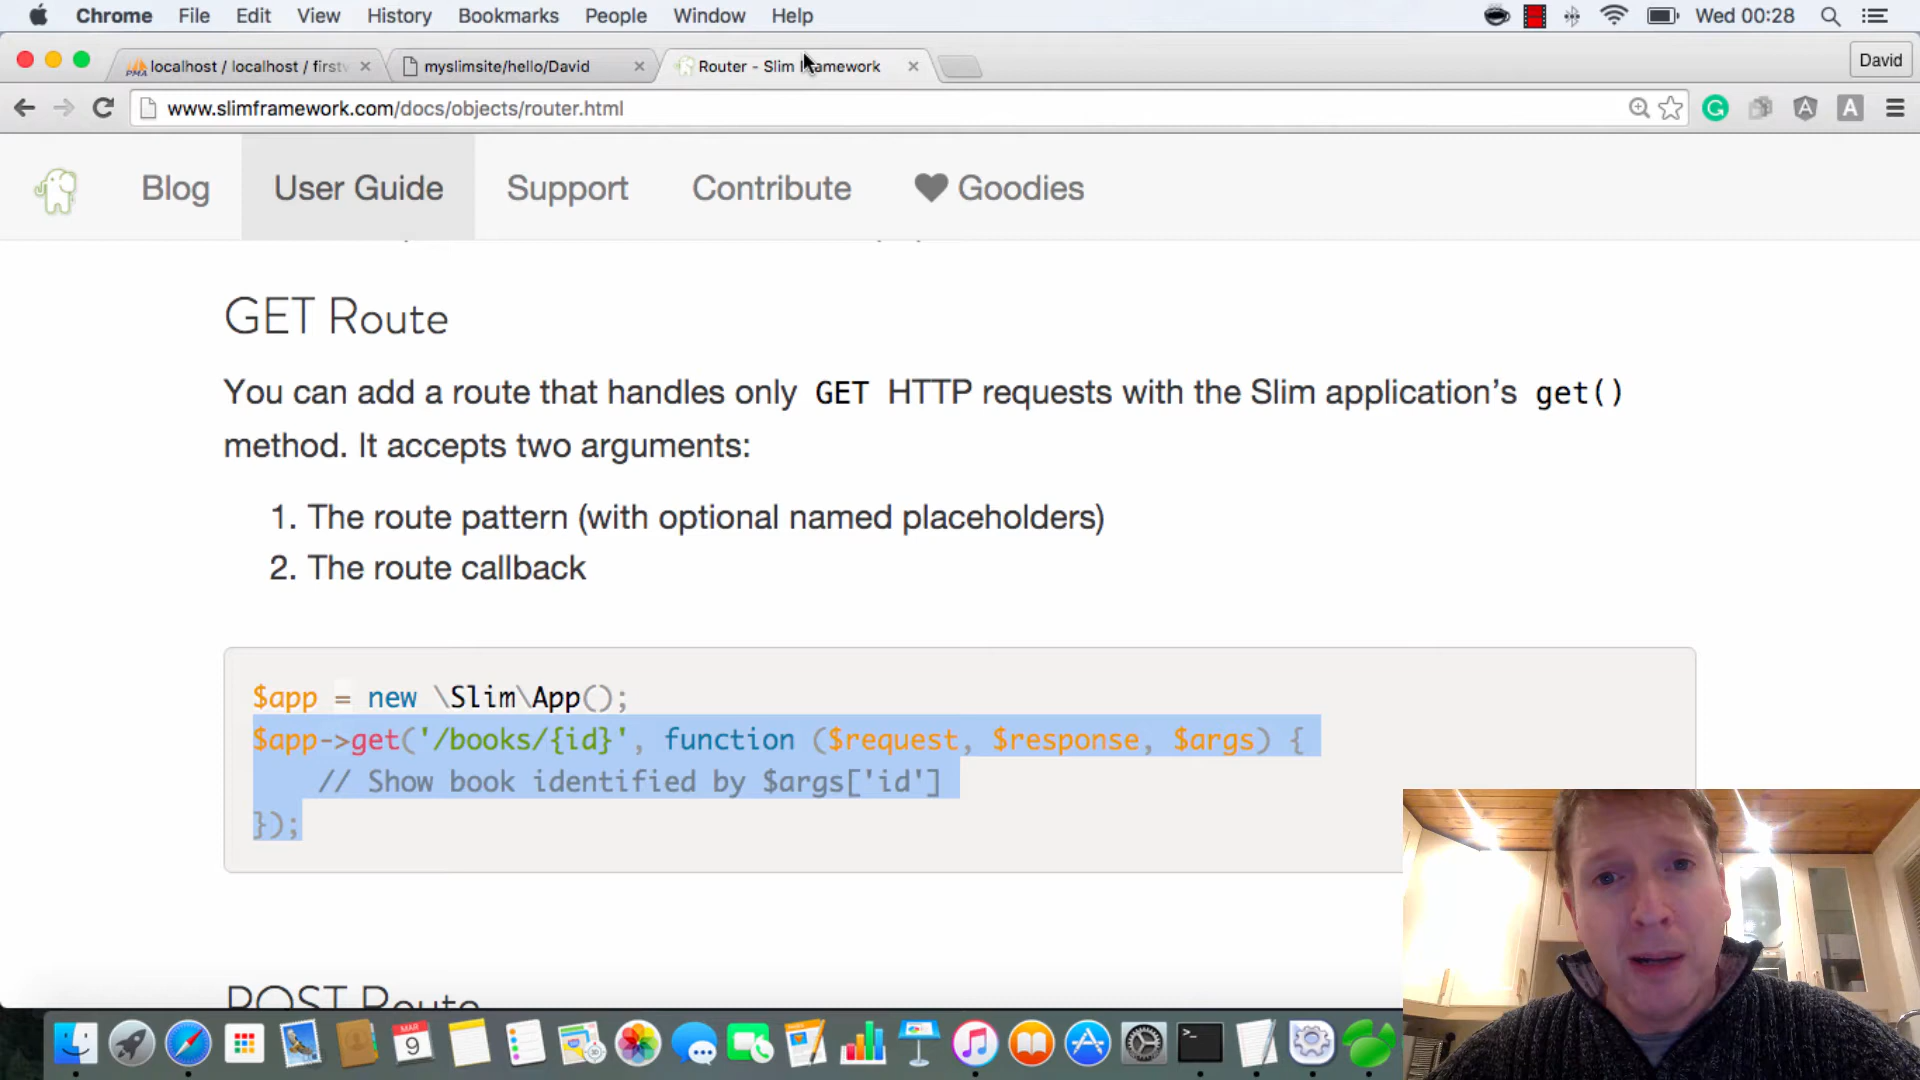 Chrome File Edit View History Bookmarks People Window Help Wed 00:28
localhost / localhost / first
myslimsite/hello/David
Router - Slim Framework
David
www.slimframework.com/docs/objects/router.html
Blog User Guide Support Contribute Goodies
GET Route
You can add a route that handles only GET HTTP requests with the Slim application’s get()
method. It accepts two arguments:
1. The route pattern (with optional named placeholders)
2. The route callback
$app = new \Slim\App();
$app->get('/books/{id}', function ($request, $response, $args) {
// Show book identified by $args['id']
});
POST Route
MAR
9